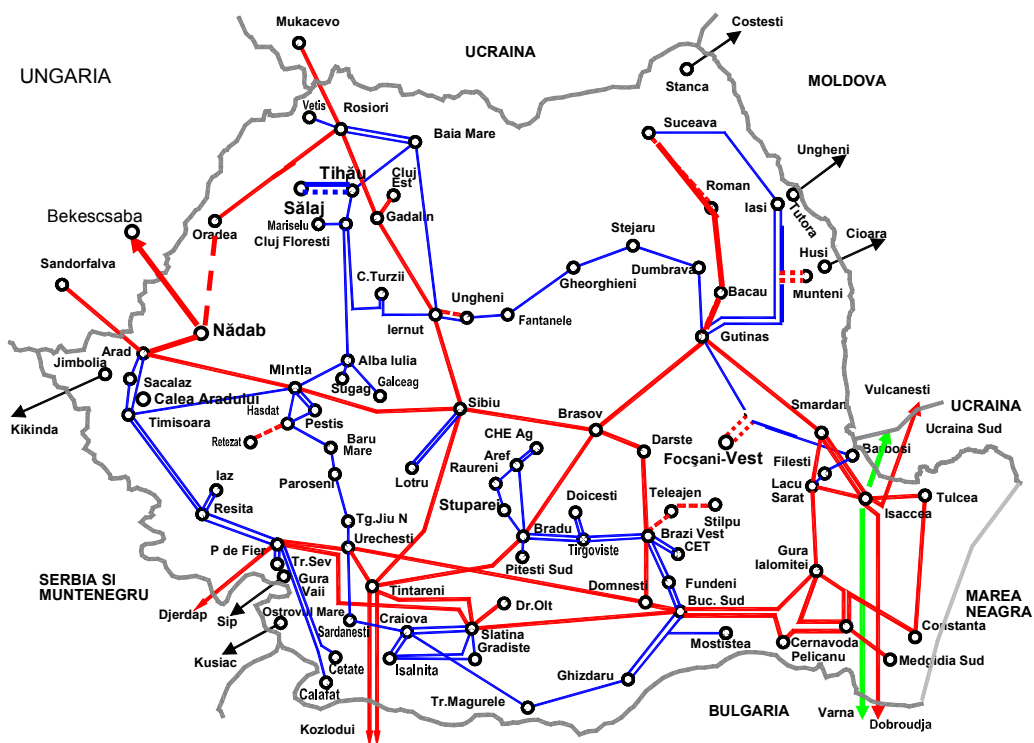 Mukacevo
Costesti
UCRAINA
UNGARIA
MOLDOVA
Stanca
Vetis
Rosiori
Suceava
Baia Mare
Ungheni
Tihău
Cluj
Est
Roman
Sălaj
Iasi
Tutora
Bekescsaba
Mariselu
Gadalin
Oradea
Cluj Floresti
Stejaru
Cioara
Husi
Sandorfalva
C.Turzii
Dumbrava
Gheorghieni
Munteni
Bacau
Ungheni
Fantanele
Iernut
Nădab
Gutinas
Arad
Alba Iulia
Jimbolia
MIntIa
Sacalaz
Sugag
Galceag
Vulcanesti
Calea Aradului
Hasdat
Sibiu
Smardan
UCRAINA
Timisoara
Pestis
Brasov
Ucraina Sud
Kikinda
Retezat
CHE Ag
Darste
Barbosi
Baru
Mare
Aref
Focşani-Vest
Filesti
Raureni
Lacu
Sarat
Iaz
Paroseni
Lotru
Teleajen
Tulcea
Stuparei
Doicesti
Isaccea
Resita
Stilpu
Tg.Jiu N
Bradu
Brazi Vest
P de Fier
Urechesti
Tirgoviste
Gura
Ialomitei
Tr.Sev
CET
SERBIA SI
MUNTENEGRU
Gura
Vaii
Pitesti Sud
Fundeni
Tintareni
Domnesti
Buc. Sud
MAREA
NEAGRA
Djerdap
Ostrovul Mare
Dr.Olt
Sip
Sardanesti
Craiova
Slatina
Constanta
Gradiste
Mostistea
Cernavoda
Pelicanu
Kusiac
Cetate
Isalnita
Medgidia Sud
Ghizdaru
Calafat
Tr.Magurele
BULGARIA
Varna
Dobroudja
Kozlodui